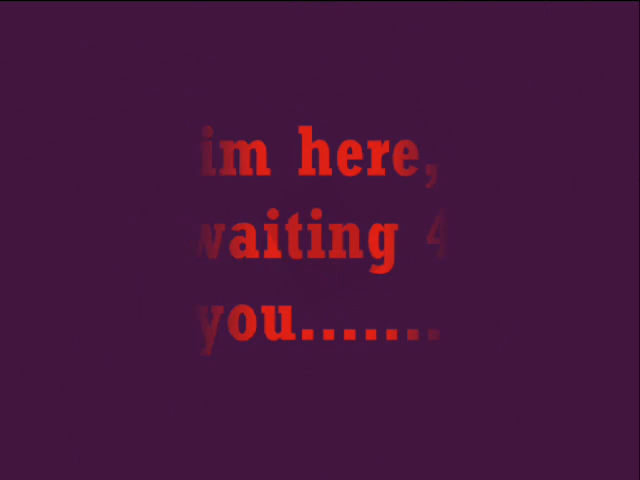 im here,
waiting 4
you.......